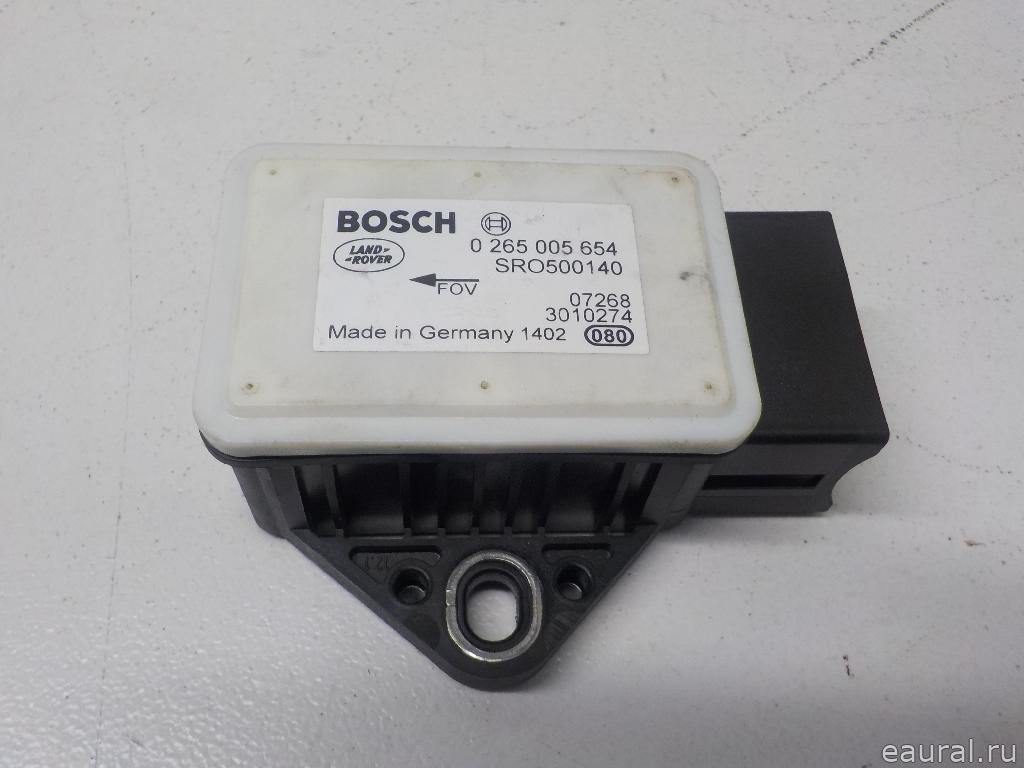 BOSCH
0 265 005 654
LAND-
-ROVER
SRO500140
FOV
07268
3010274
Made in Germany 1402 080
eaural.ru